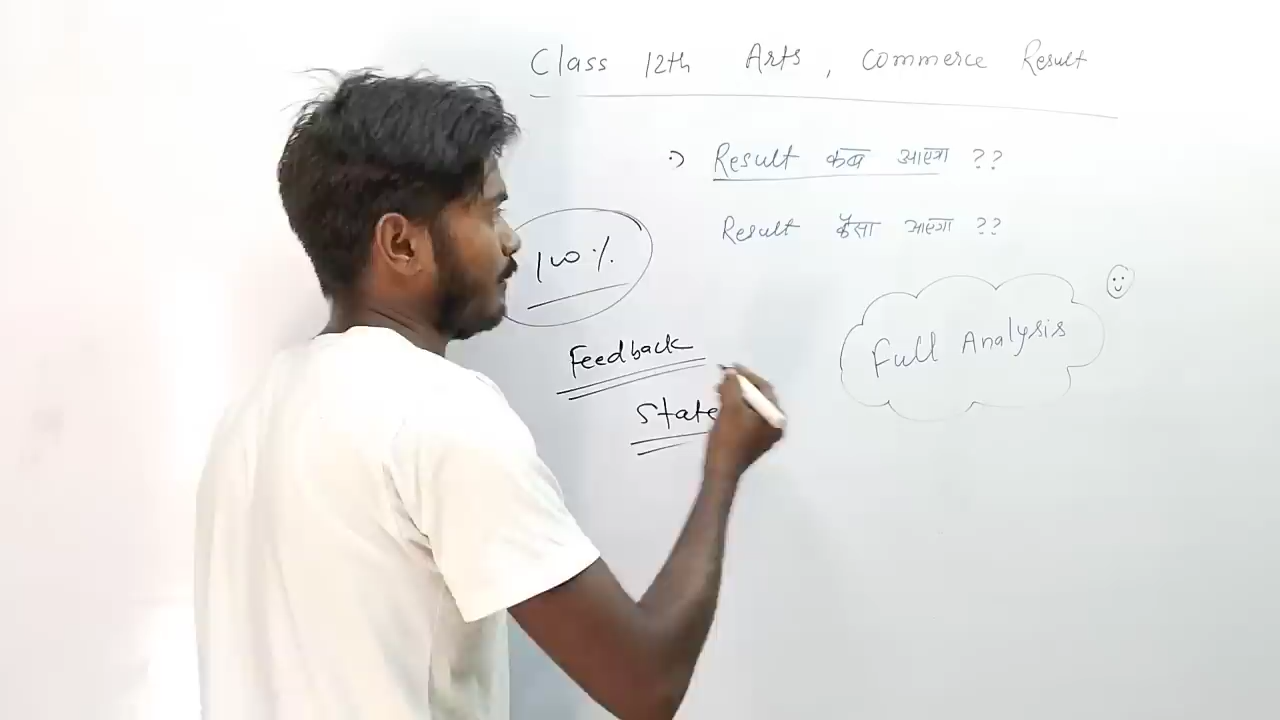 Class 12th Arts, Commerce Result
Result कब आएगा ??
Result कैसा आएगा ??
100%
Feedback
State
Full Analysis